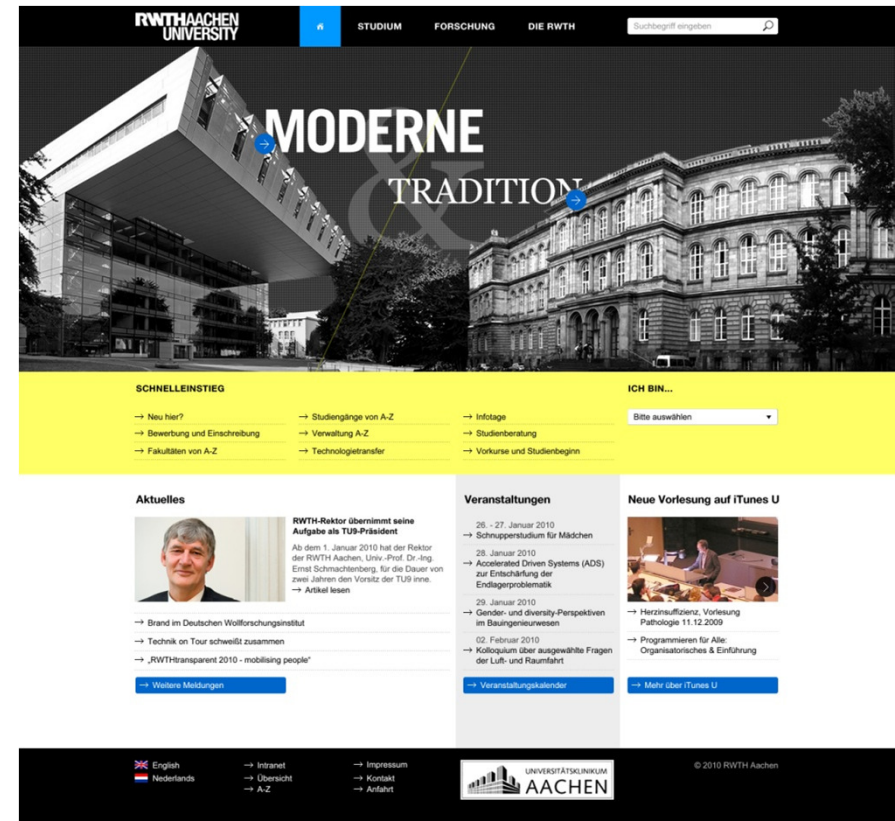 RWTHAACHEN
UNIVERSITY
STUDIUM
FORSCHUNG
DIE RWTH
Suchbegriff eingeben
MODERNE
&
TRADITION
SCHNELLEINSTIEG
→ Neu hier?
→ Bewerbung und Einschreibung
→ Fakultäten von A-Z
→ Studiengänge von A-Z
→ Verwaltung A-Z
→ Technologietransfer
→ Infotage
→ Studienberatung
→ Vorkurse und Studienbeginn
ICH BIN...
Bitte auswählen
Aktuelles
RWTH-Rektor übernimmt seine
Aufgabe als TU9-Präsident
Ab dem 1. Januar 2010 hat der Rektor
der RWTH Aachen, Univ.-Prof. Dr.-Ing.
Ernst Schmachtenberg, für die Dauer von
zwei Jahren den Vorsitz der TU9 inne.
→ Artikel lesen
→ Brand im Deutschen Wollforschungsinstitut
→ Technik on Tour schweißt zusammen
→ „RWTHtransparent 2010 - mobilising people“
→ Weitere Meldungen
Veranstaltungen
26. - 27. Januar 2010
→ Schnupperstudium für Mädchen
28. Januar 2010
→ Accelerated Driven Systems (ADS)
zur Entschärfung der
Endlagerproblematik
29. Januar 2010
→ Gender- und diversity-Perspektiven
im Bauingenieurwesen
02. Februar 2010
→ Kolloquium über ausgewählte Fragen
der Luft- und Raumfahrt
→ Veranstaltungskalender
Neue Vorlesung auf iTunes U
→ Herzinsuffizienz, Vorlesung
Pathologie 11.12.2009
→ Programmieren für Alle:
Organisatorisches & Einführung
→ Mehr über iTunes U
English
Nederlands
→ Intranet
→ Übersicht
→ A-Z
→ Impressum
→ Kontakt
→ Anfahrt
UNIVERSITÄTSKLINIKUM
AACHEN
© 2010 RWTH Aachen